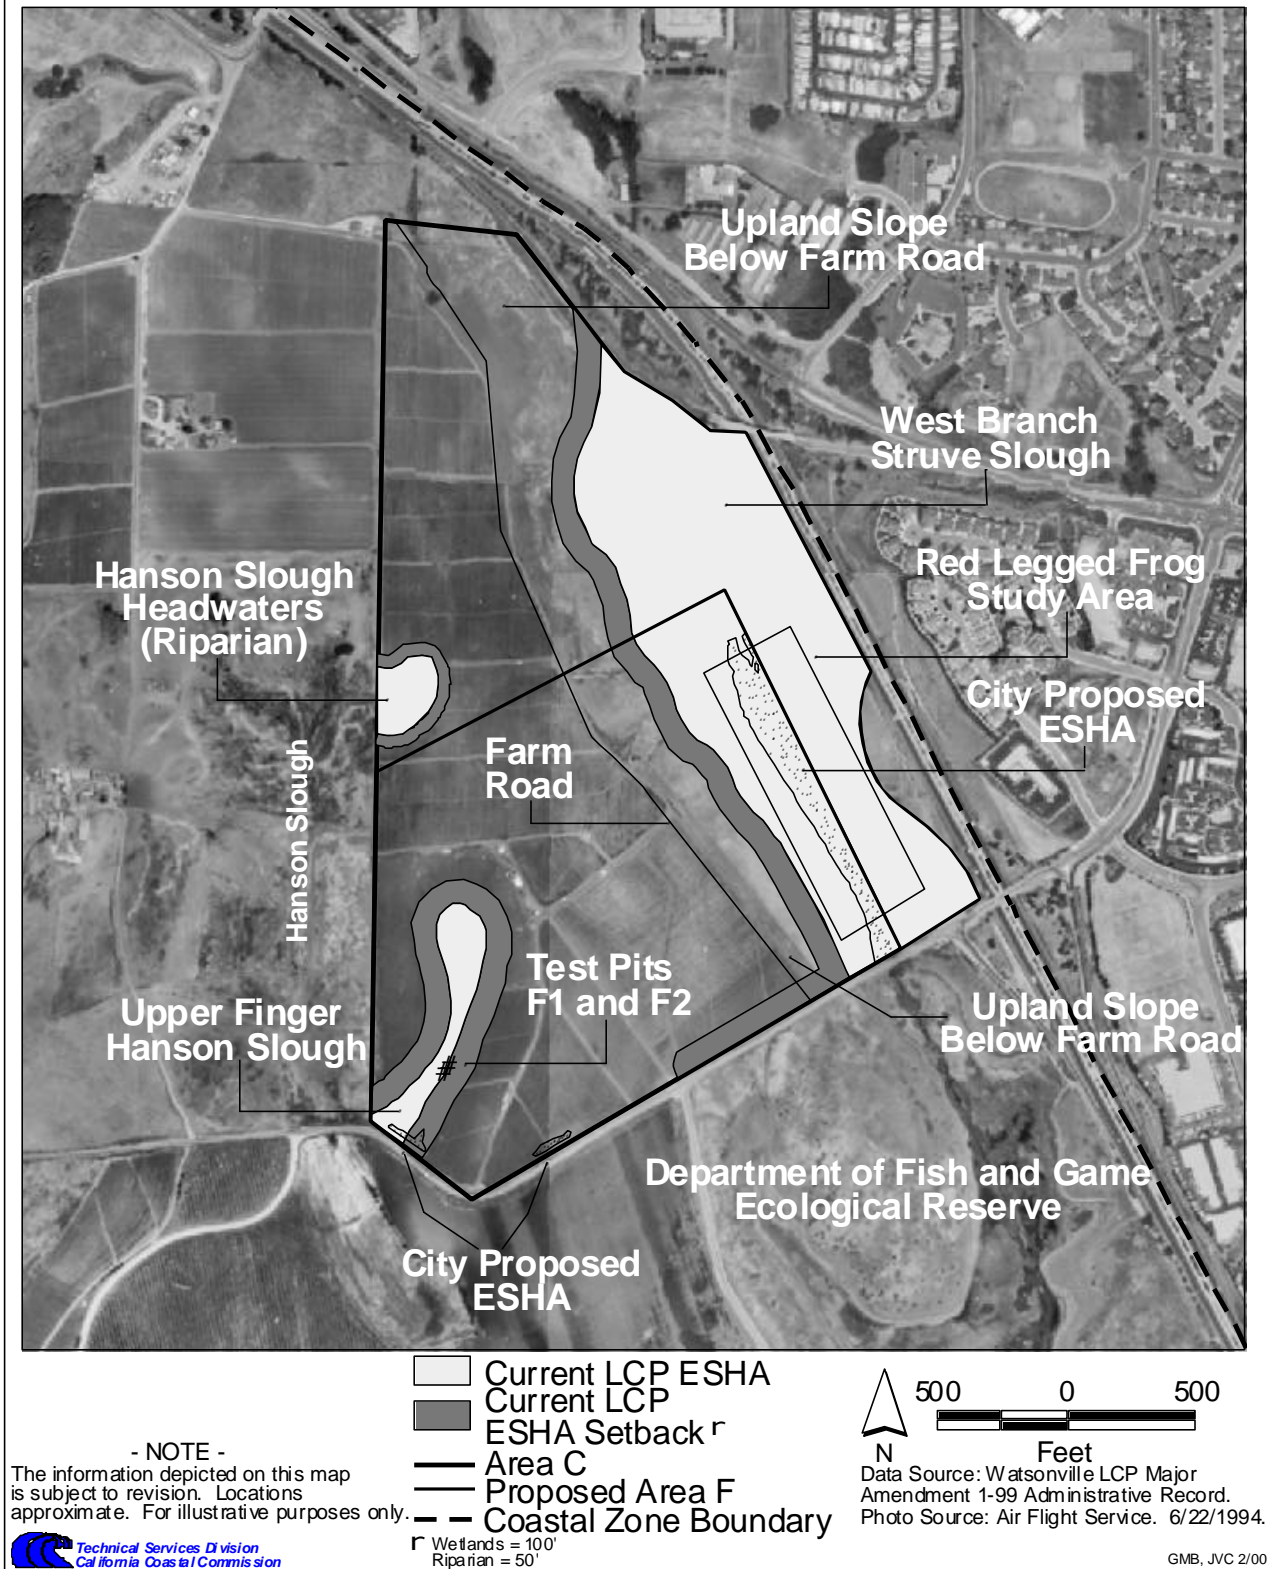 Upland Slope
Below Farm Road
West Branch
Struve Slough
Red Legged Frog
Study Area
Hanson Slough
Headwaters
(Riparian)
City Proposed
ESHA
Farm
Road
Hanson Slough
Test Pits
F1 and F2
Upper Finger
Hanson Slough
#
Upland Slope
Below Farm Road
Department of Fish and Game
Ecological Reserve
City Proposed
ESHA
Current LCP ESHA
Current LCP
ESHA Setback r
Area C
Proposed Area F
Coastal Zone Boundary
r Wetlands = 100'
Riparian = 50'
500 0 500
Feet
N
- NOTE -
The information depicted on this map
is subject to revision. Locations
approximate. For illustrative purposes only.
Technical Services Division
California Coastal Commission
Data Source: Watsonville LCP Major
Amendment 1-99 Administrative Record.
Photo Source: Air Flight Service. 6/22/1994.
GMB, JVC 2/00